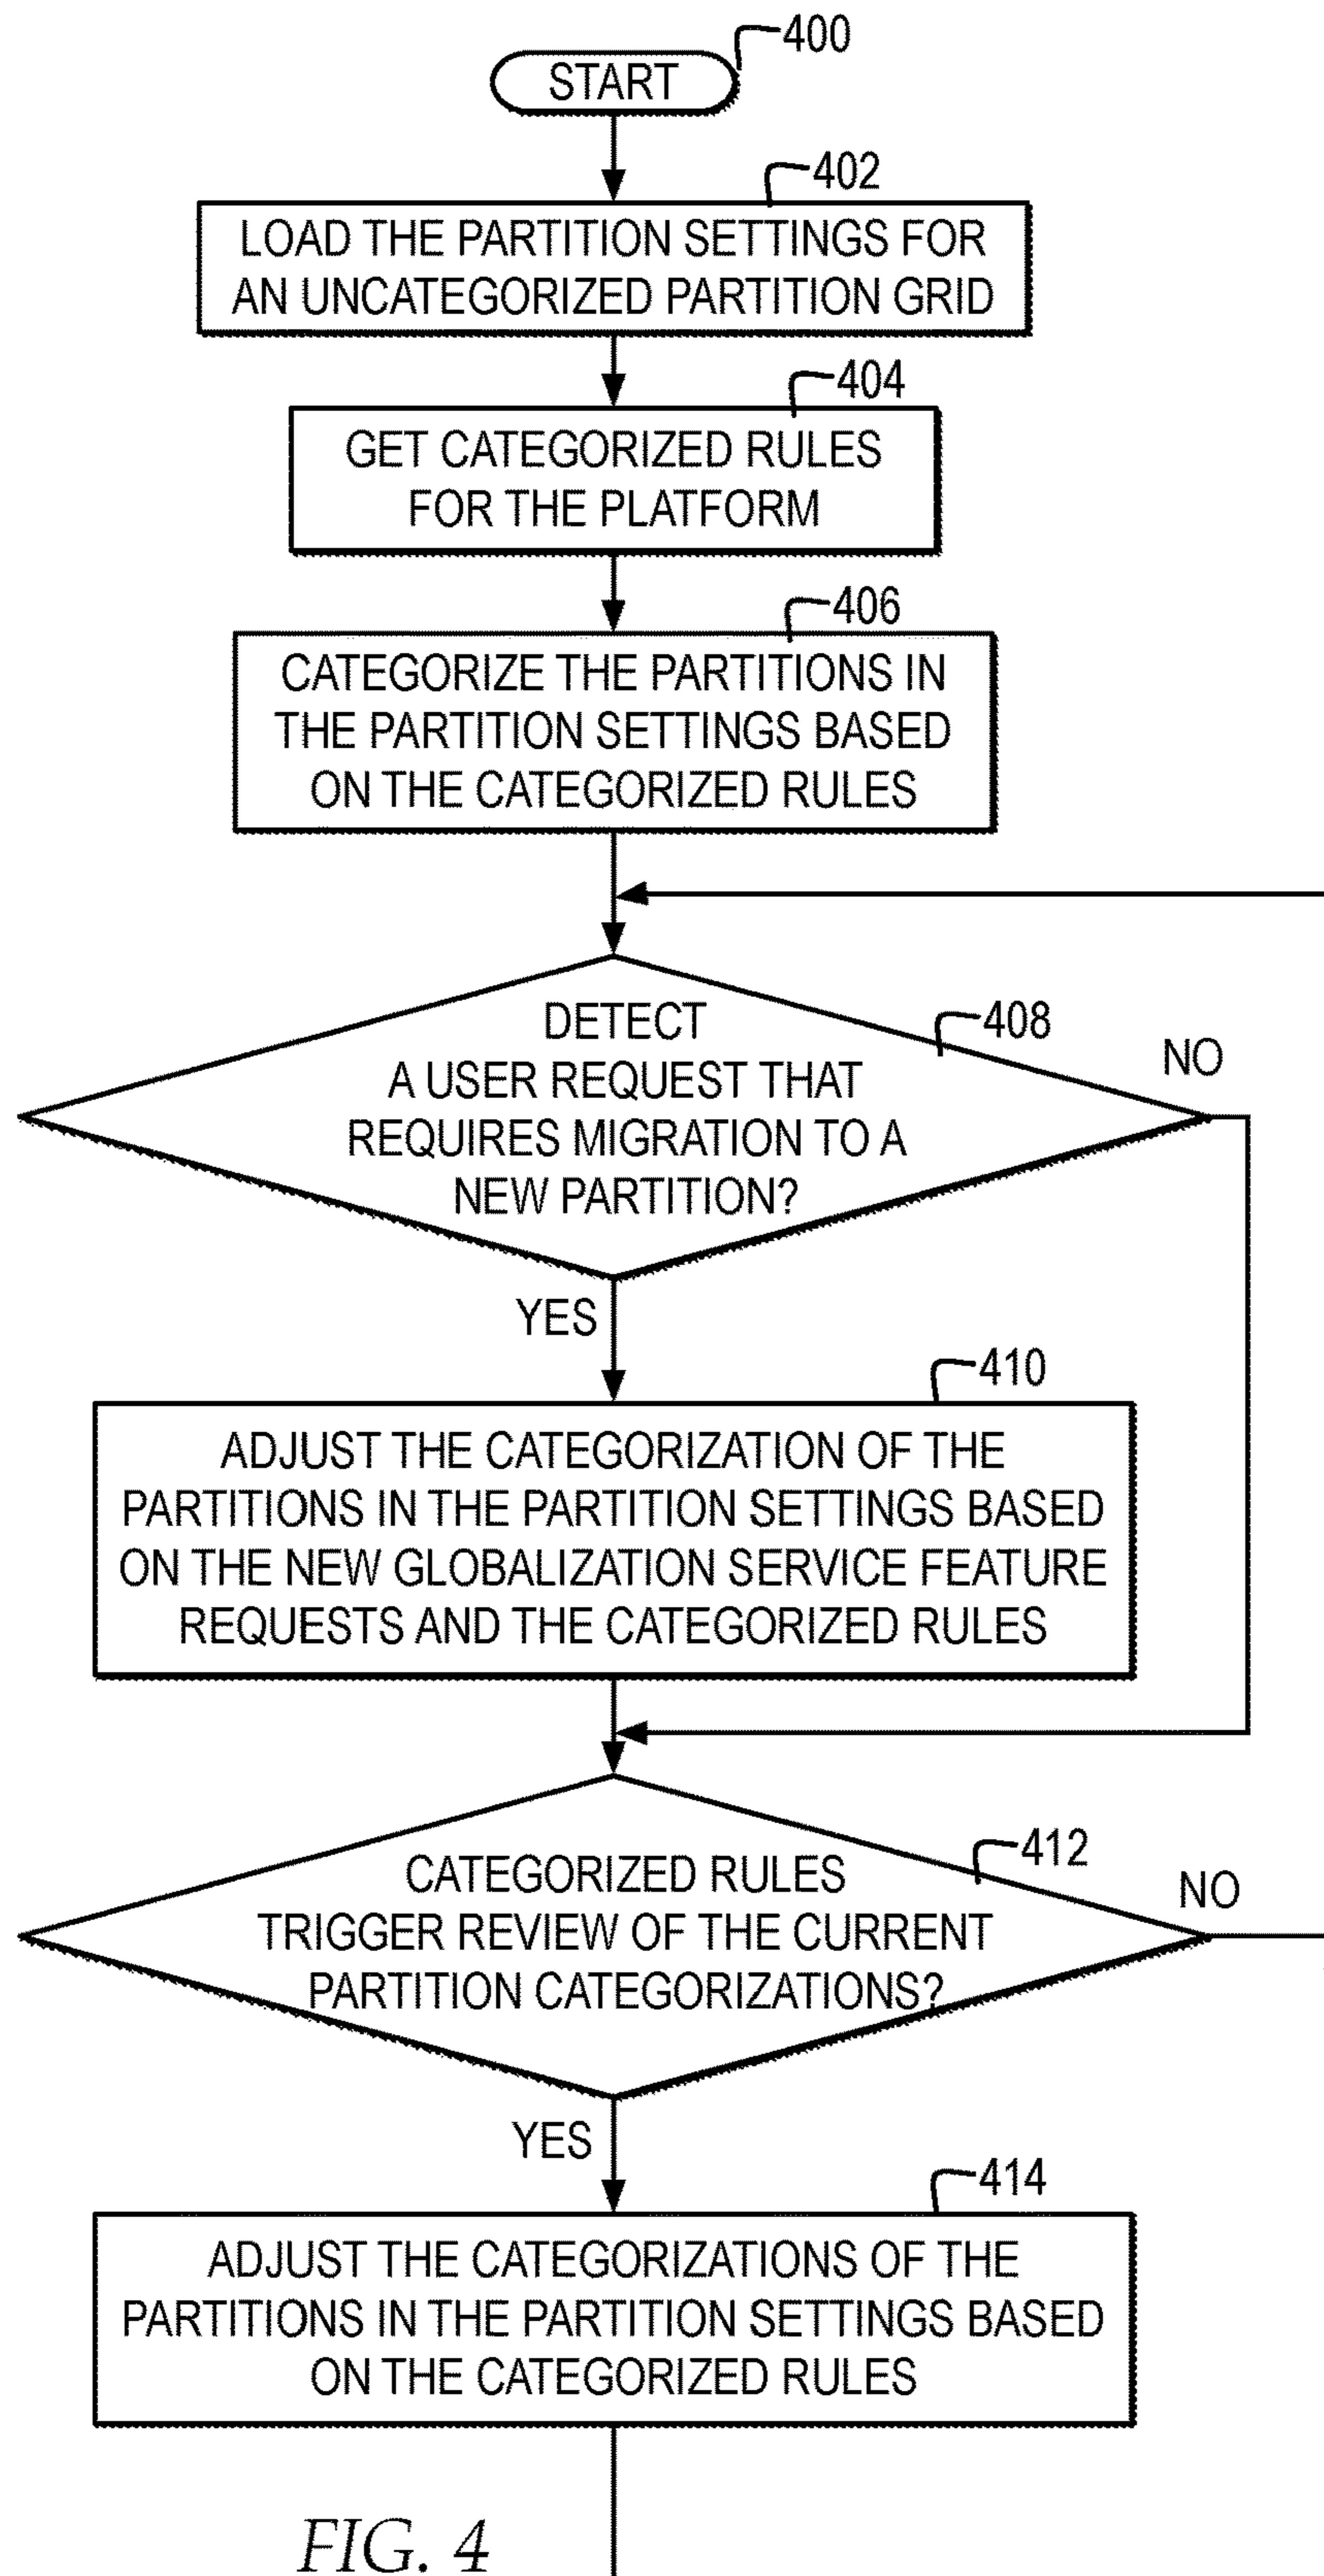 400
START
402
LOAD THE PARTITION SETTINGS FOR
AN UNCATEGORIZED PARTITION GRID
404
GET CATEGORIZED RULES
FOR THE PLATFORM
406
CATEGORIZE THE PARTITIONS IN
THE PARTITION SETTINGS BASED
ON THE CATEGORIZED RULES
408
NO
DETECT
A USER REQUEST THAT
REQUIRES MIGRATION TO A
NEW PARTITION?
YES
410
ADJUST THE CATEGORIZATION OF THE
PARTITIONS IN THE PARTITION SETTINGS BASED
ON THE NEW GLOBALIZATION SERVICE FEATURE
REQUESTS AND THE CATEGORIZED RULES
412
NO
CATEGORIZED RULES
TRIGGER REVIEW OF THE CURRENT
PARTITION CATEGORIZATIONS?
YES
414
ADJUST THE CATEGORIZATIONS OF THE
PARTITIONS IN THE PARTITION SETTINGS BASED
ON THE CATEGORIZED RULES
FIG. 4